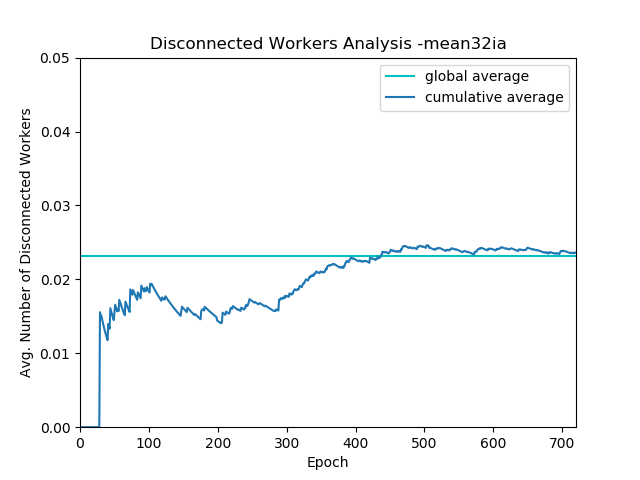 Disconnected Workers Analysis -mean32ia
global average
cumulative average
Avg. Number of Disconnected Workers
0.05
0.04
0.03
0.02
0.01
0.00
0 100 200 300 400 500 600 700
Epoch